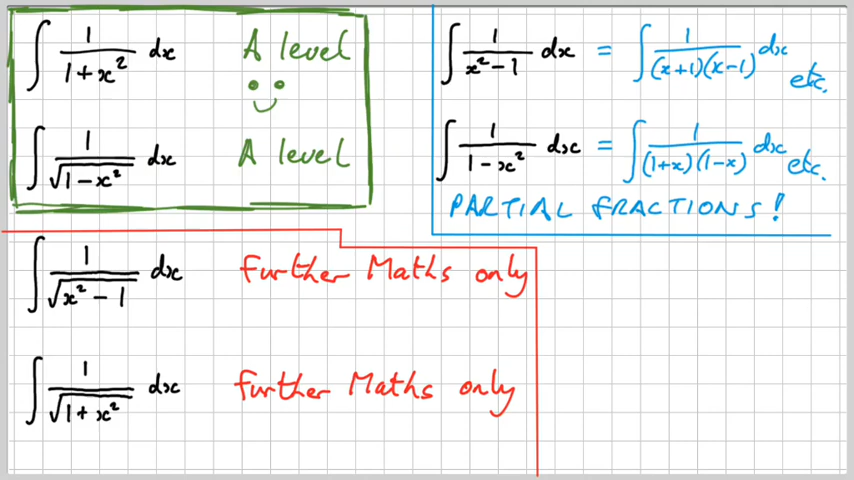 ∫ 1/(1+x²) dx A level
∫ 1/√(1-x²) dx A level
∫ 1/(x²-1) dx = ∫ 1/((x+1)(x-1)) dx etc.
∫ 1/(1-x²) dx = ∫ 1/((1+x)(1-x)) dx etc.
PARTIAL FRACTIONS!
∫ 1/√(x²-1) dx Further Maths only
∫ 1/√(1+x²) dx Further Maths only